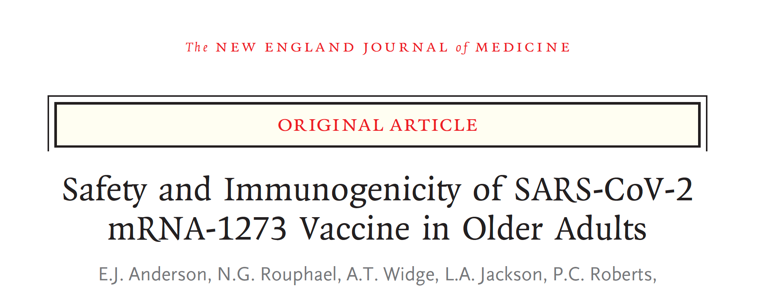 The NEW ENGLAND JOURNAL of MEDICINE
ORIGINAL ARTICLE
Safety and Immunogenicity of SARS-CoV-2
mRNA-1273 Vaccine in Older Adults
E.J. Anderson, N.G. Rouphael, A.T. Widge, L.A. Jackson, P.C. Roberts,